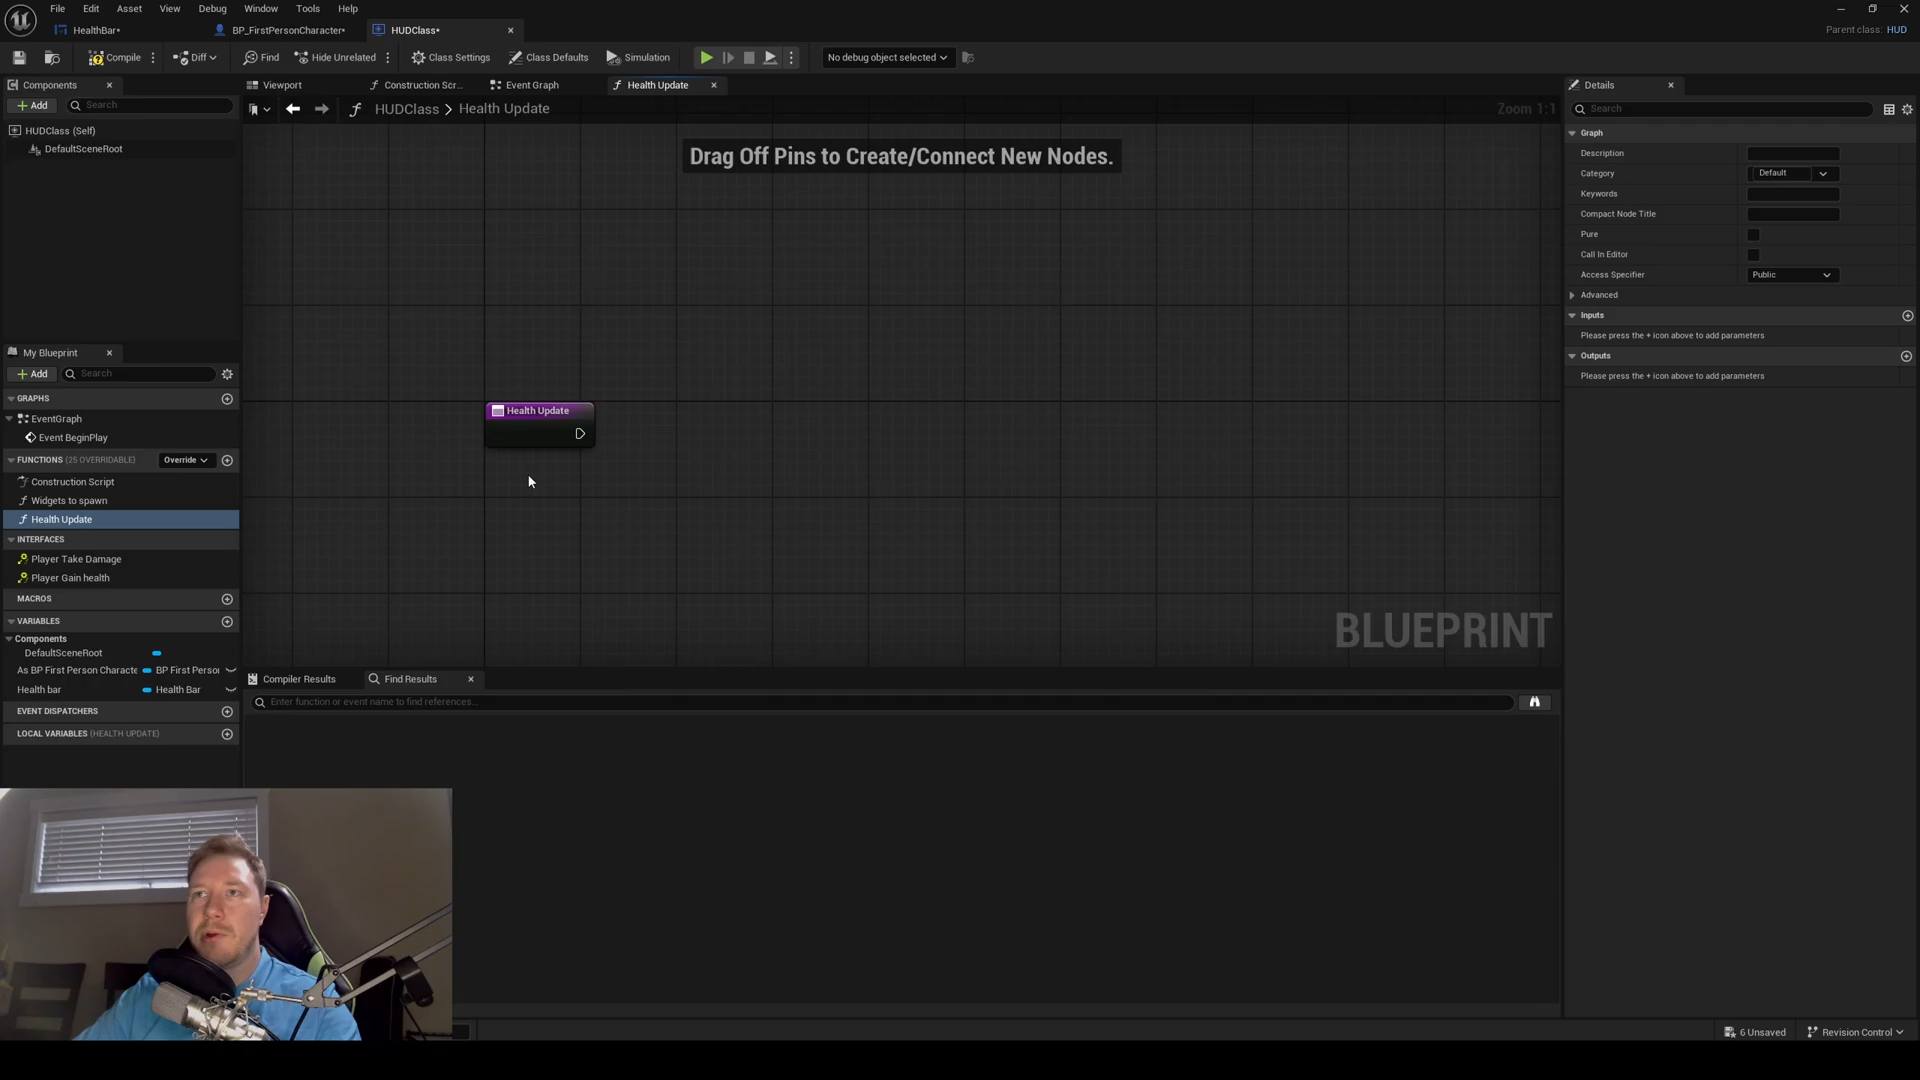 File Edit Asset View Debug Window Tools Help
HealthBar* BP_FirstPersonCharacter* HUDClass*
Parent class: HUD
Compile Diff Find Hide Unrelated Class Settings Class Defaults Simulation No debug object selected
Components
Add Search
HUDClass (Self)
DefaultSceneRoot
Viewport Construction Scr... Event Graph Health Update
HUDClass > Health Update
Zoom 1:1
Drag Off Pins to Create/Connect New Nodes.
Health Update
BLUEPRINT
My Blueprint
Add Search
GRAPHS
EventGraph
Event BeginPlay
FUNCTIONS (25 OVERRIDABLE) Override
Construction Script
Widgets to spawn
Health Update
INTERFACES
Player Take Damage
Player Gain health
MACROS
VARIABLES
Components
DefaultSceneRoot
As BP First Person Characte BP First Person
Health bar Health Bar
EVENT DISPATCHERS
LOCAL VARIABLES (HEALTH UPDATE)
Compiler Results Find Results
Enter function or event name to find references...
Details
Search
Graph
Description
Category Default
Keywords
Compact Node Title
Pure
Call In Editor
Access Specifier Public
Advanced
Inputs
Please press the + icon above to add parameters
Outputs
Please press the + icon above to add parameters
6 Unsaved Revision Control